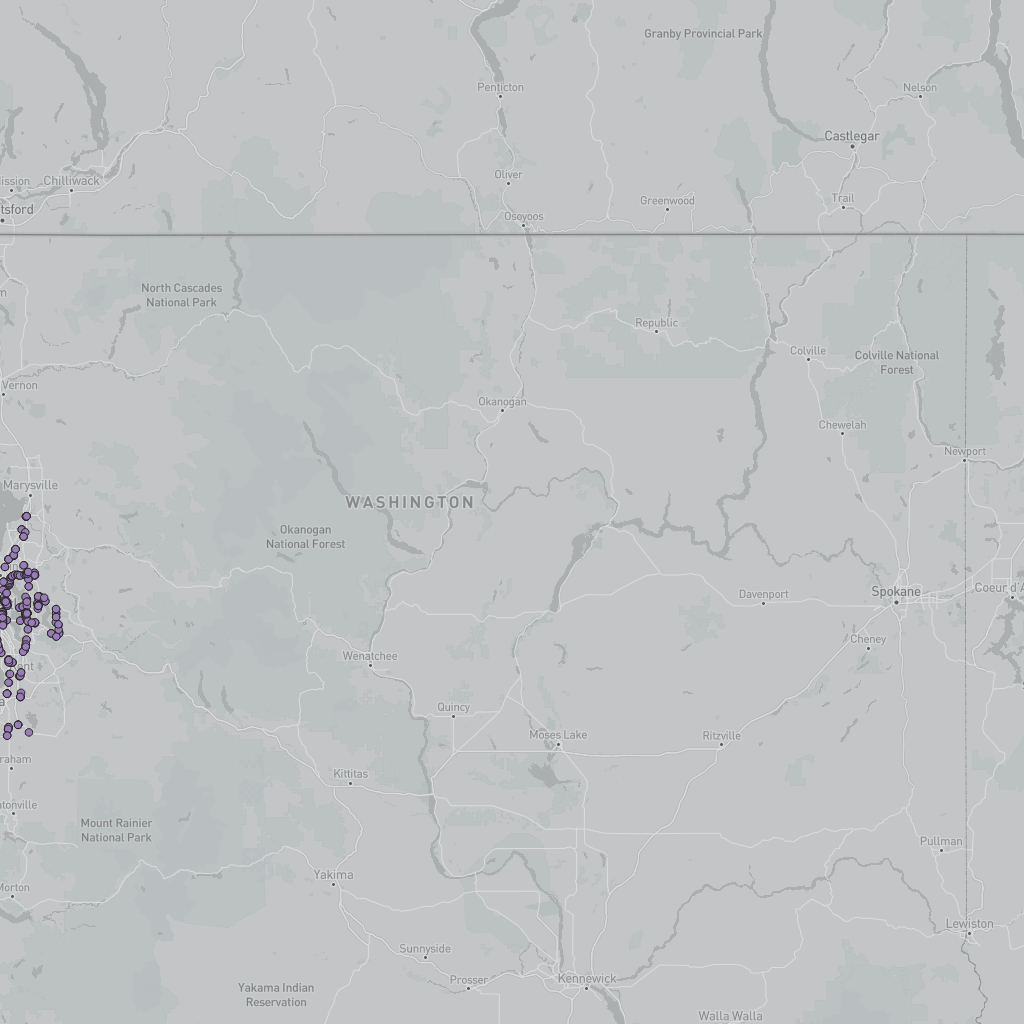 Granby Provincial Park
Penticton
Nelson
Castlegar
Chilliwack
Oliver
Trail
Greenwood
tsford
Osoyoos
North Cascades
National Park
Republic
Colville
Colville National
Forest
Vernon
Okanogan
Chewelah
Newport
Marysville
WASHINGTON
Okanogan
National Forest
Spokane
Coeur d'A
Davenport
Cheney
Wenatchee
Quincy
Moses Lake
Ritzville
raham
Kittitas
ntonville
Mount Rainier
National Park
Pullman
Yakima
Morton
Lewiston
Sunnyside
Prosser
Kennewick
Yakama Indian
Reservation
Walla Walla